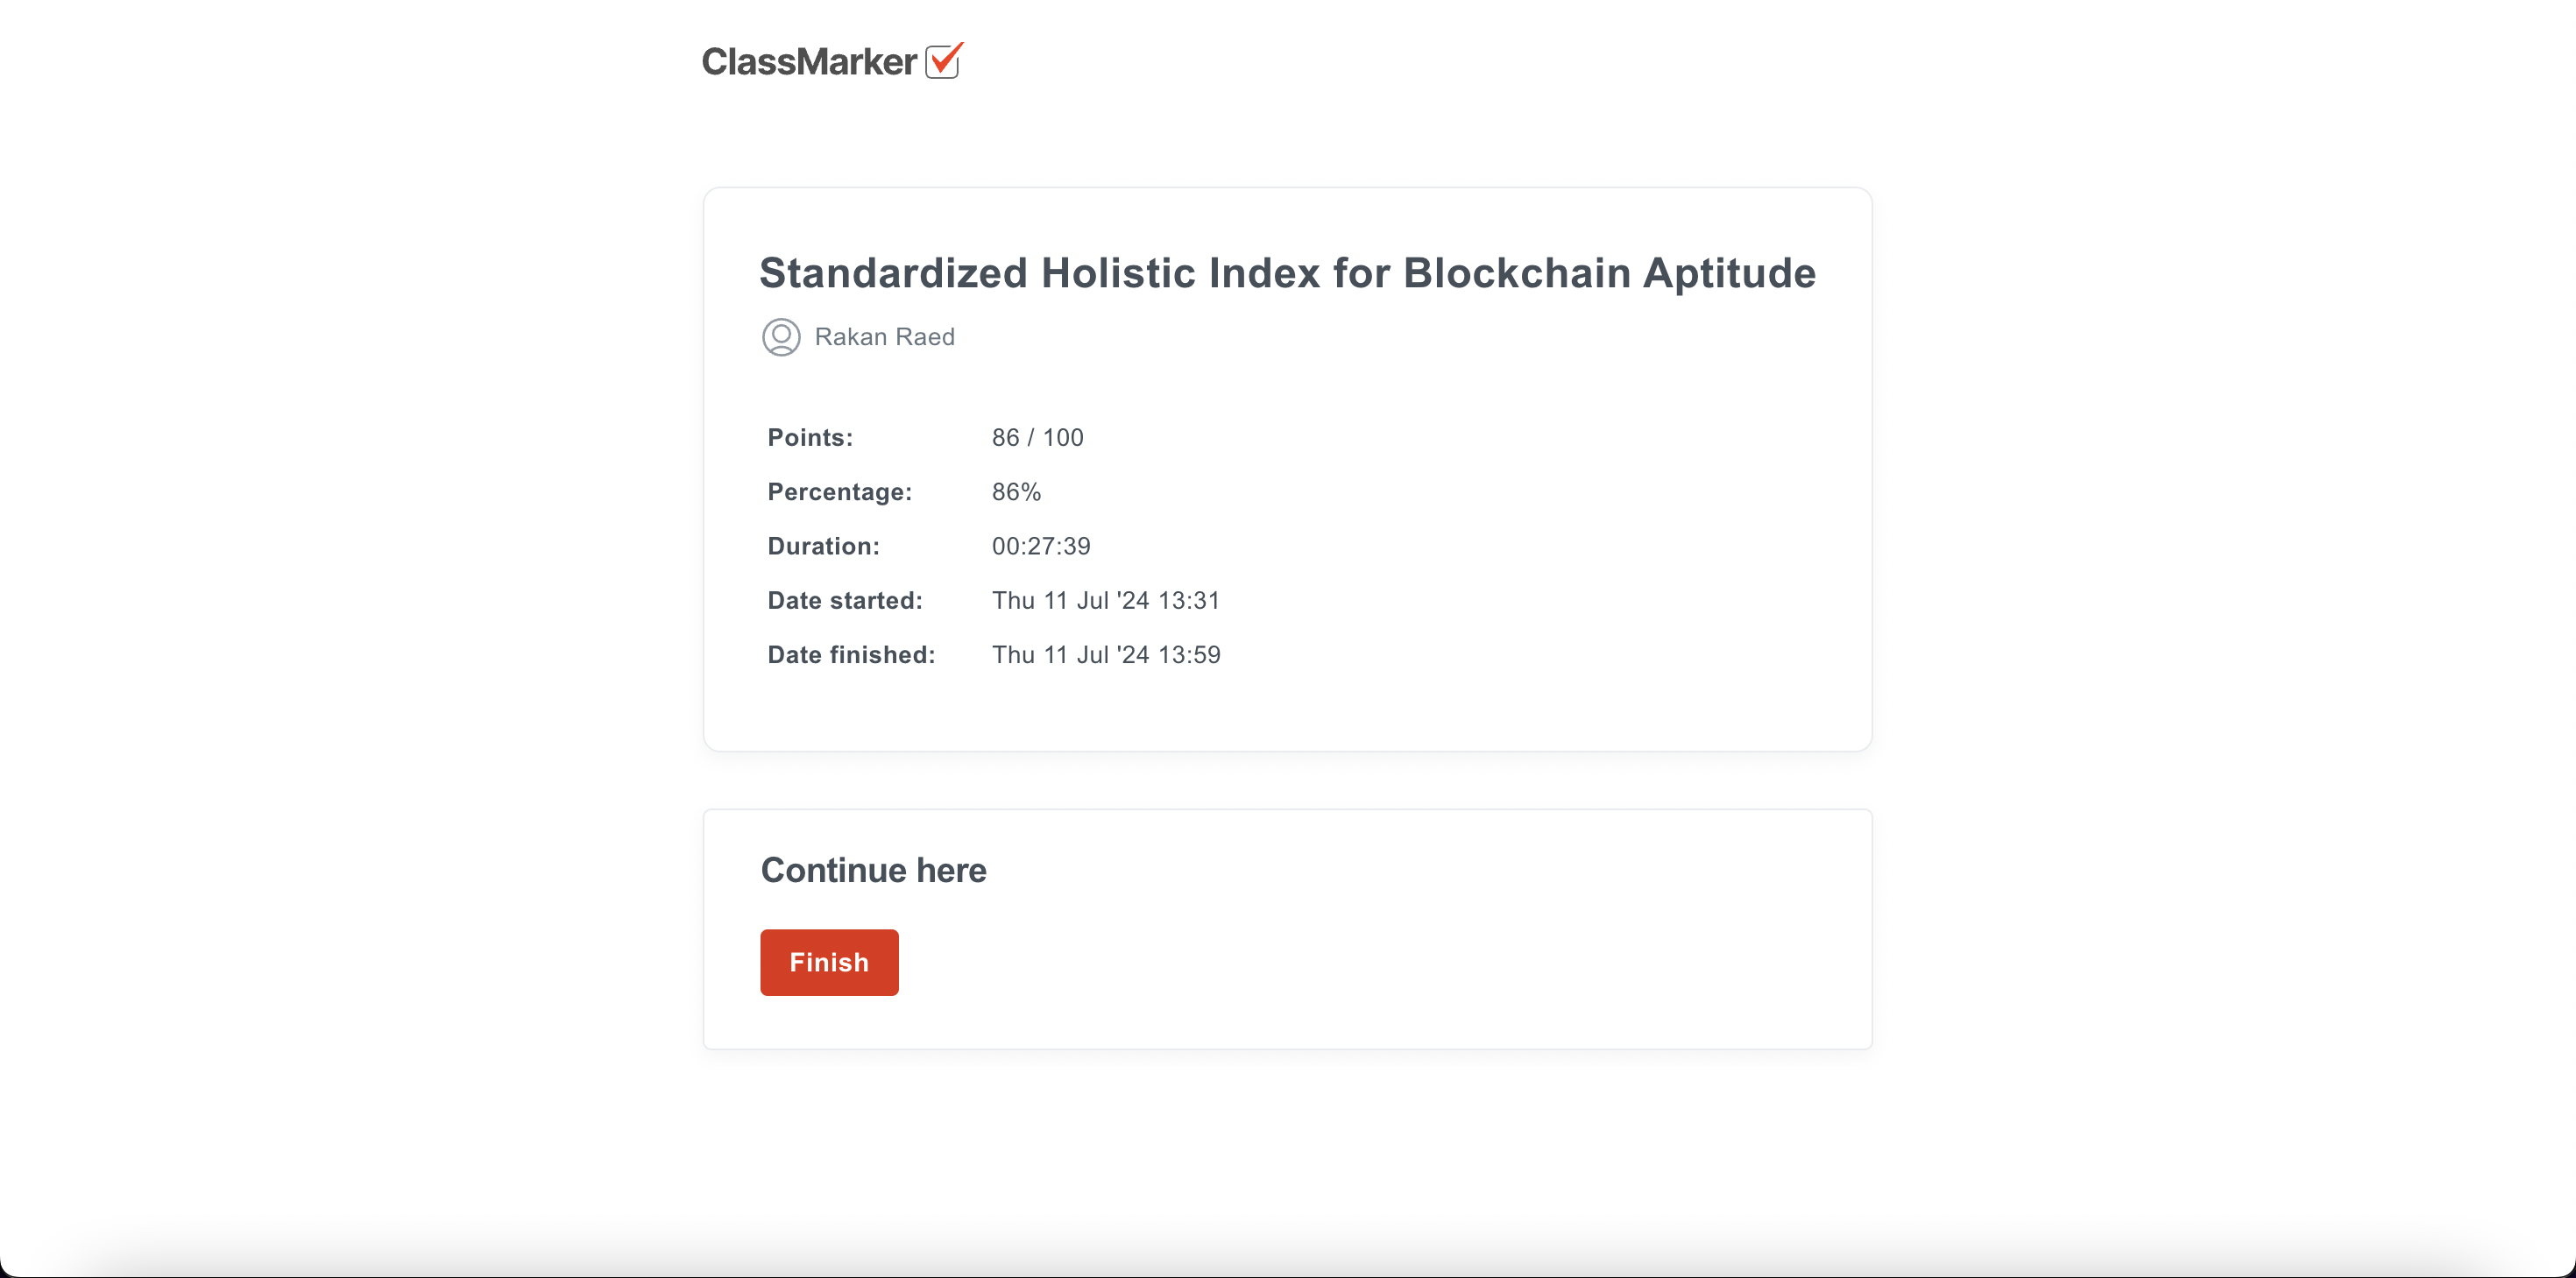 ClassMarker
Standardized Holistic Index for Blockchain Aptitude
Rakan Raed
Points: 86 / 100
Percentage: 86%
Duration: 00:27:39
Date started: Thu 11 Jul '24 13:31
Date finished: Thu 11 Jul '24 13:59
Continue here
Finish